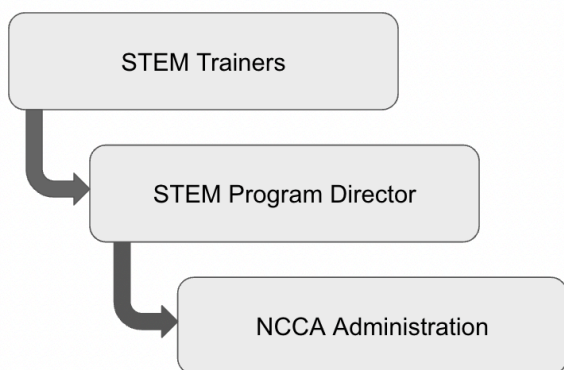 STEM Trainers
STEM Program Director
NCCA Administration